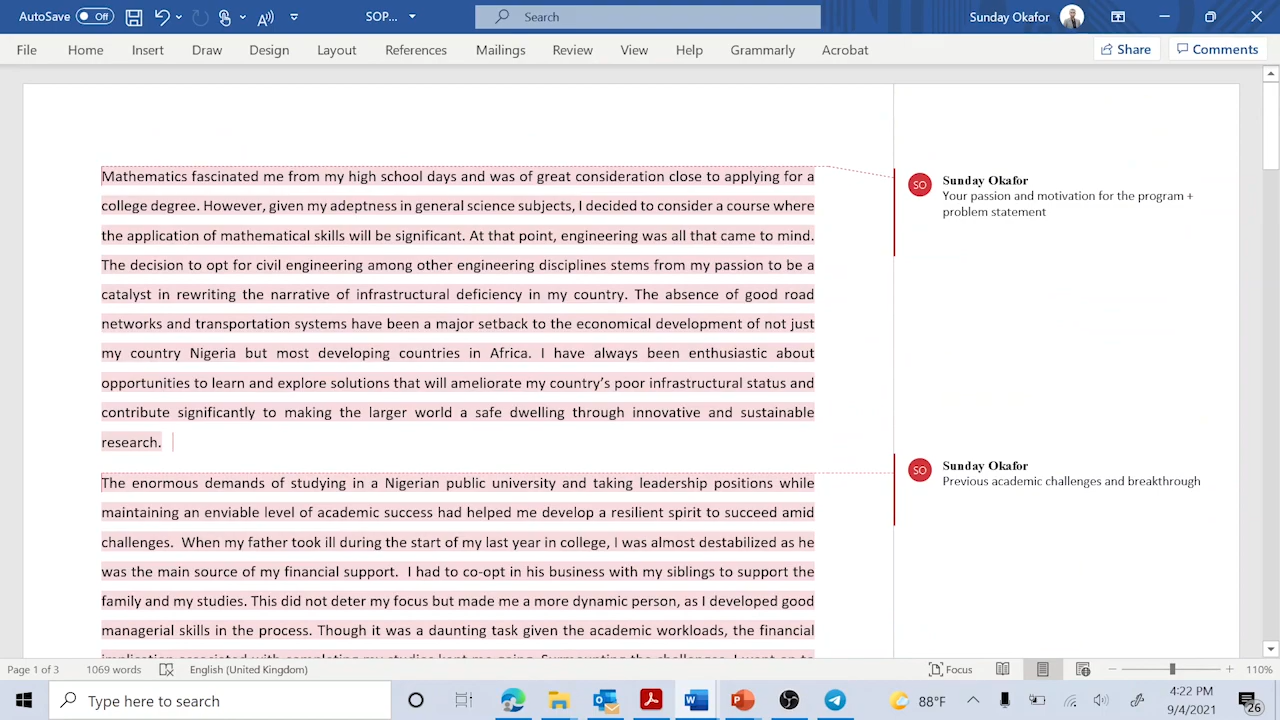 AutoSave Off SOP... Search Sunday Okafor
File Home Insert Draw Design Layout References Mailings Review View Help Grammarly Acrobat Share Comments
Mathematics fascinated me from my high school days and was of great consideration close to applying for a
college degree. However, given my adeptness in general science subjects, I decided to consider a course where
the application of mathematical skills will be significant. At that point, engineering was all that came to mind.
The decision to opt for civil engineering among other engineering disciplines stems from my passion to be a
catalyst in rewriting the narrative of infrastructural deficiency in my country. The absence of good road
networks and transportation systems have been a major setback to the economical development of not just
my country Nigeria but most developing countries in Africa. I have always been enthusiastic about
opportunities to learn and explore solutions that will ameliorate my country's poor infrastructural status and
contribute significantly to making the larger world a safe dwelling through innovative and sustainable
research.
SO Sunday Okafor
Your passion and motivation for the program +
problem statement
The enormous demands of studying in a Nigerian public university and taking leadership positions while
maintaining an enviable level of academic success had helped me develop a resilient spirit to succeed amid
challenges. When my father took ill during the start of my last year in college, I was almost destabilized as he
was the main source of my financial support. I had to co-opt in his business with my siblings to support the
family and my studies. This did not deter my focus but made me a more dynamic person, as I developed good
managerial skills in the process. Though it was a daunting task given the academic workloads, the financial
SO Sunday Okafor
Previous academic challenges and breakthrough
Page 1 of 3 1069 words English (United Kingdom) Focus 110%
Type here to search 88°F 4:22 PM
9/4/2021 26